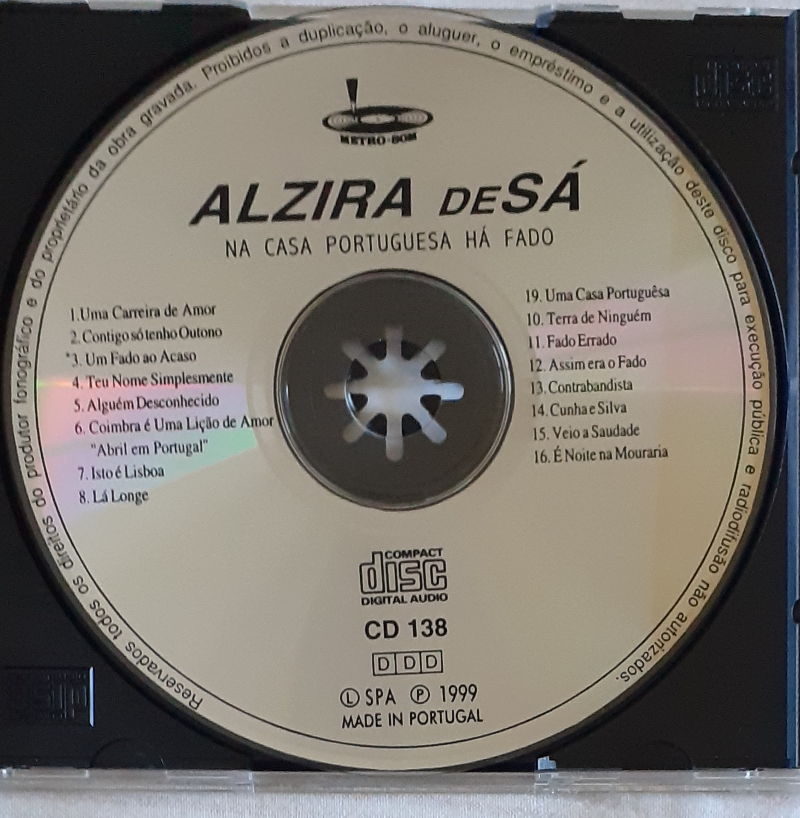 Reservados todos os direitos do produtor fonográfico e do proprietário da obra gravada. Proibidos a duplicação, o aluguer, o empréstimo e a utilização deste disco para execução pública e radiodifusão não autorizados.
METRO-SOM
ALZIRA DE SÁ
NA CASA PORTUGUESA HÁ FADO
1. Uma Carreira de Amor
2. Contigo só tenho Outono
*3. Um Fado ao Acaso
4. Teu Nome Simplesmente
5. Alguém Desconhecido
6. Coimbra é Uma Lição de Amor
"Abril em Portugal"
7. Isto é Lisboa
8. Lá Longe
19. Uma Casa Portuguêsa
10. Terra de Ninguém
11. Fado Errado
12. Assim era o Fado
13. Contrabandista
14. Cunha e Silva
15. Veio a Saudade
16. É Noite na Mouraria
COMPACT
disc
DIGITAL AUDIO
CD 138
D D D
Ⓛ SPA Ⓟ 1999
MADE IN PORTUGAL
disc